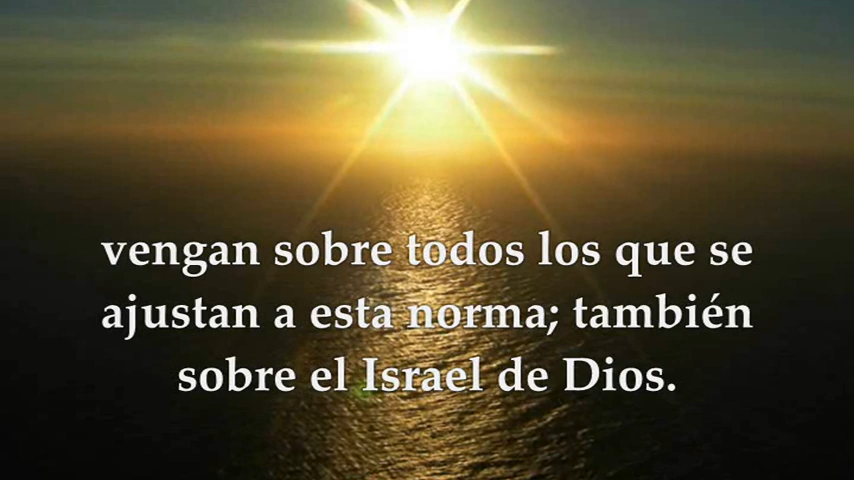 vengan sobre todos los que se
ajustan a esta norma; también
sobre el Israel de Dios.